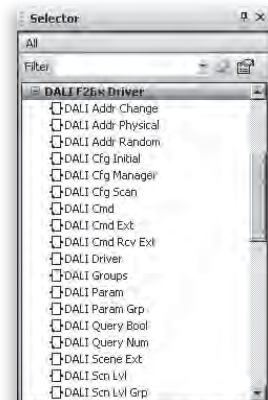 Selector
All
Filter
DALI F26x Driver
DALI Addr Change
DALI Addr Physical
DALI Addr Random
DALI Cfg Initial
DALI Cfg Manager
DALI Cfg Scan
DALI Cmd
DALI Cmd Ext
DALI Cmd Rcv Ext
DALI Driver
DALI Groups
DALI Param
DALI Param Grp
DALI Query Bool
DALI Query Num
DALI Scene Ext
DALI Scn Lvl
DALI Scn Lvl Grp